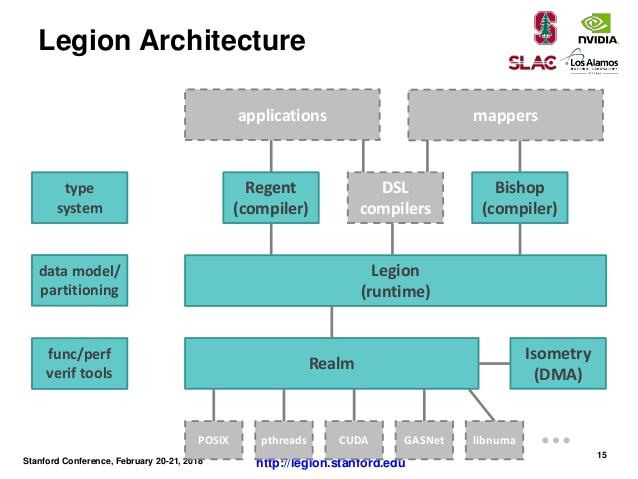 Legion Architecture
NVIDIA.
SLAC
Los Alamos
NATIONAL LABORATORY
applications
mappers
type
system
Regent
(compiler)
DSL
compilers
Bishop
(compiler)
data model/
partitioning
Legion
(runtime)
func/perf
verif tools
Realm
Isometry
(DMA)
POSIX
pthreads
CUDA
GASNet
libnuma
Stanford Conference, February 20-21, 2018
http://legion.stanford.edu
15